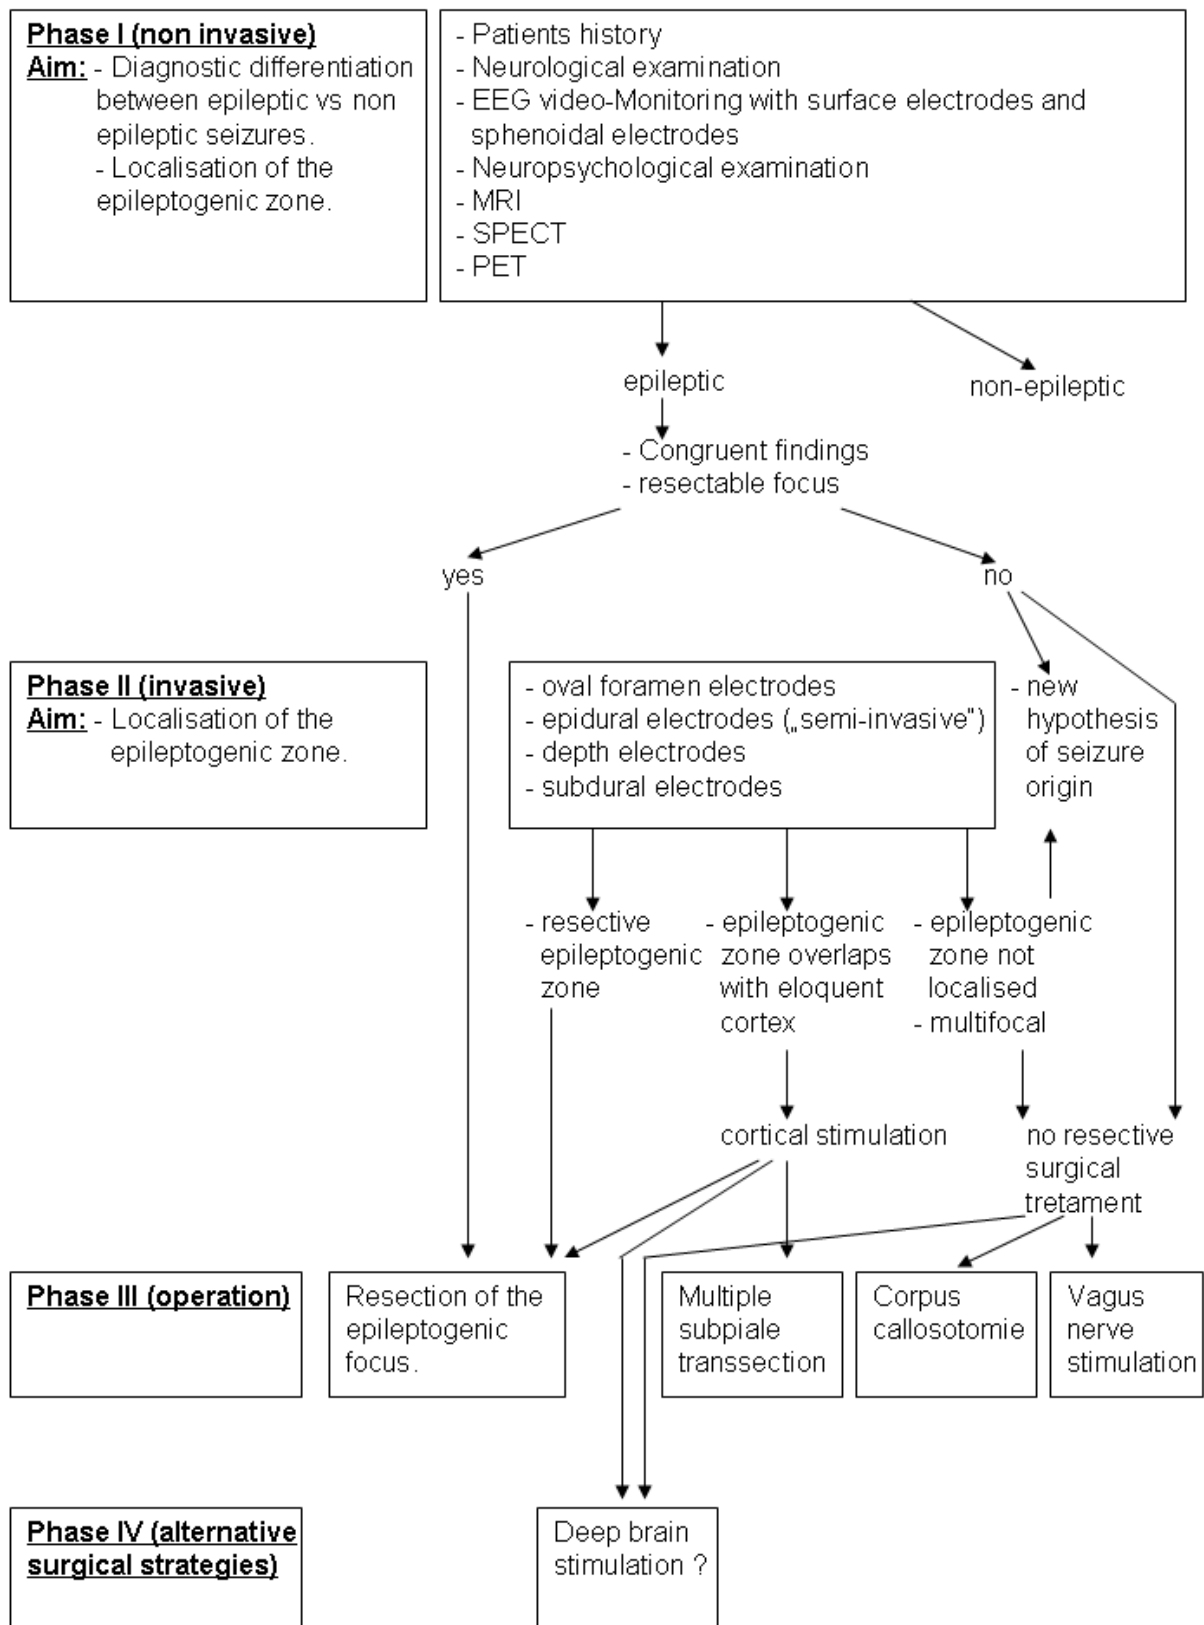 Phase I (non invasive)
Aim: - Diagnostic differentiation
between epileptic vs non
epileptic seizures.
- Localisation of the
epileptogenic zone.
- Patients history
- Neurological examination
- EEG video-Monitoring with surface electrodes and
sphenoidal electrodes
- Neuropsychological examination
- MRI
- SPECT
- PET
epileptic
non-epileptic
- Congruent findings
- resectable focus
yes
no
Phase II (invasive)
Aim: - Localisation of the
epileptogenic zone.
- oval foramen electrodes
- epidural electrodes („semi-invasive")
- depth electrodes
- subdural electrodes
- new
hypothesis
of seizure
origin
- resective
epileptogenic
zone
- epileptogenic
zone overlaps
with eloquent
cortex
- epileptogenic
zone not
localised
- multifocal
cortical stimulation
no resective
surgical
tretament
Phase III (operation)
Resection of the
epileptogenic
focus.
Multiple
subpiale
transsection
Corpus
callosotomie
Vagus
nerve
stimulation
Phase IV (alternative
surgical strategies)
Deep brain
stimulation ?